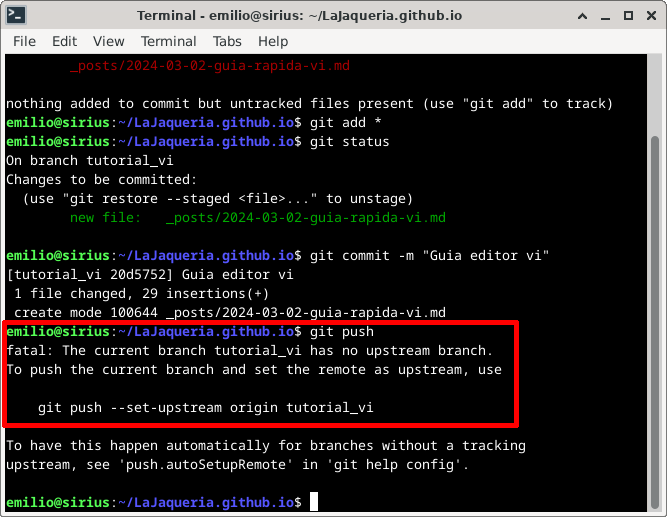 Terminal - emilio@sirius: ~/LaJaqueria.github.io
File Edit View Terminal Tabs Help
_posts/2024-03-02-guia-rapida-vi.md
nothing added to commit but untracked files present (use "git add" to track)
emilio@sirius:~/LaJaqueria.github.io$ git add *
emilio@sirius:~/LaJaqueria.github.io$ git status
On branch tutorial_vi
Changes to be committed:
  (use "git restore --staged <file>..." to unstage)
        new file:   _posts/2024-03-02-guia-rapida-vi.md
emilio@sirius:~/LaJaqueria.github.io$ git commit -m "Guia editor vi"
[tutorial_vi 20d5752] Guia editor vi
 1 file changed, 29 insertions(+)
 create mode 100644 _posts/2024-03-02-guia-rapida-vi.md
emilio@sirius:~/LaJaqueria.github.io$ git push
fatal: The current branch tutorial_vi has no upstream branch.
To push the current branch and set the remote as upstream, use
    git push --set-upstream origin tutorial_vi
To have this happen automatically for branches without a tracking
upstream, see 'push.autoSetupRemote' in 'git help config'.
emilio@sirius:~/LaJaqueria.github.io$